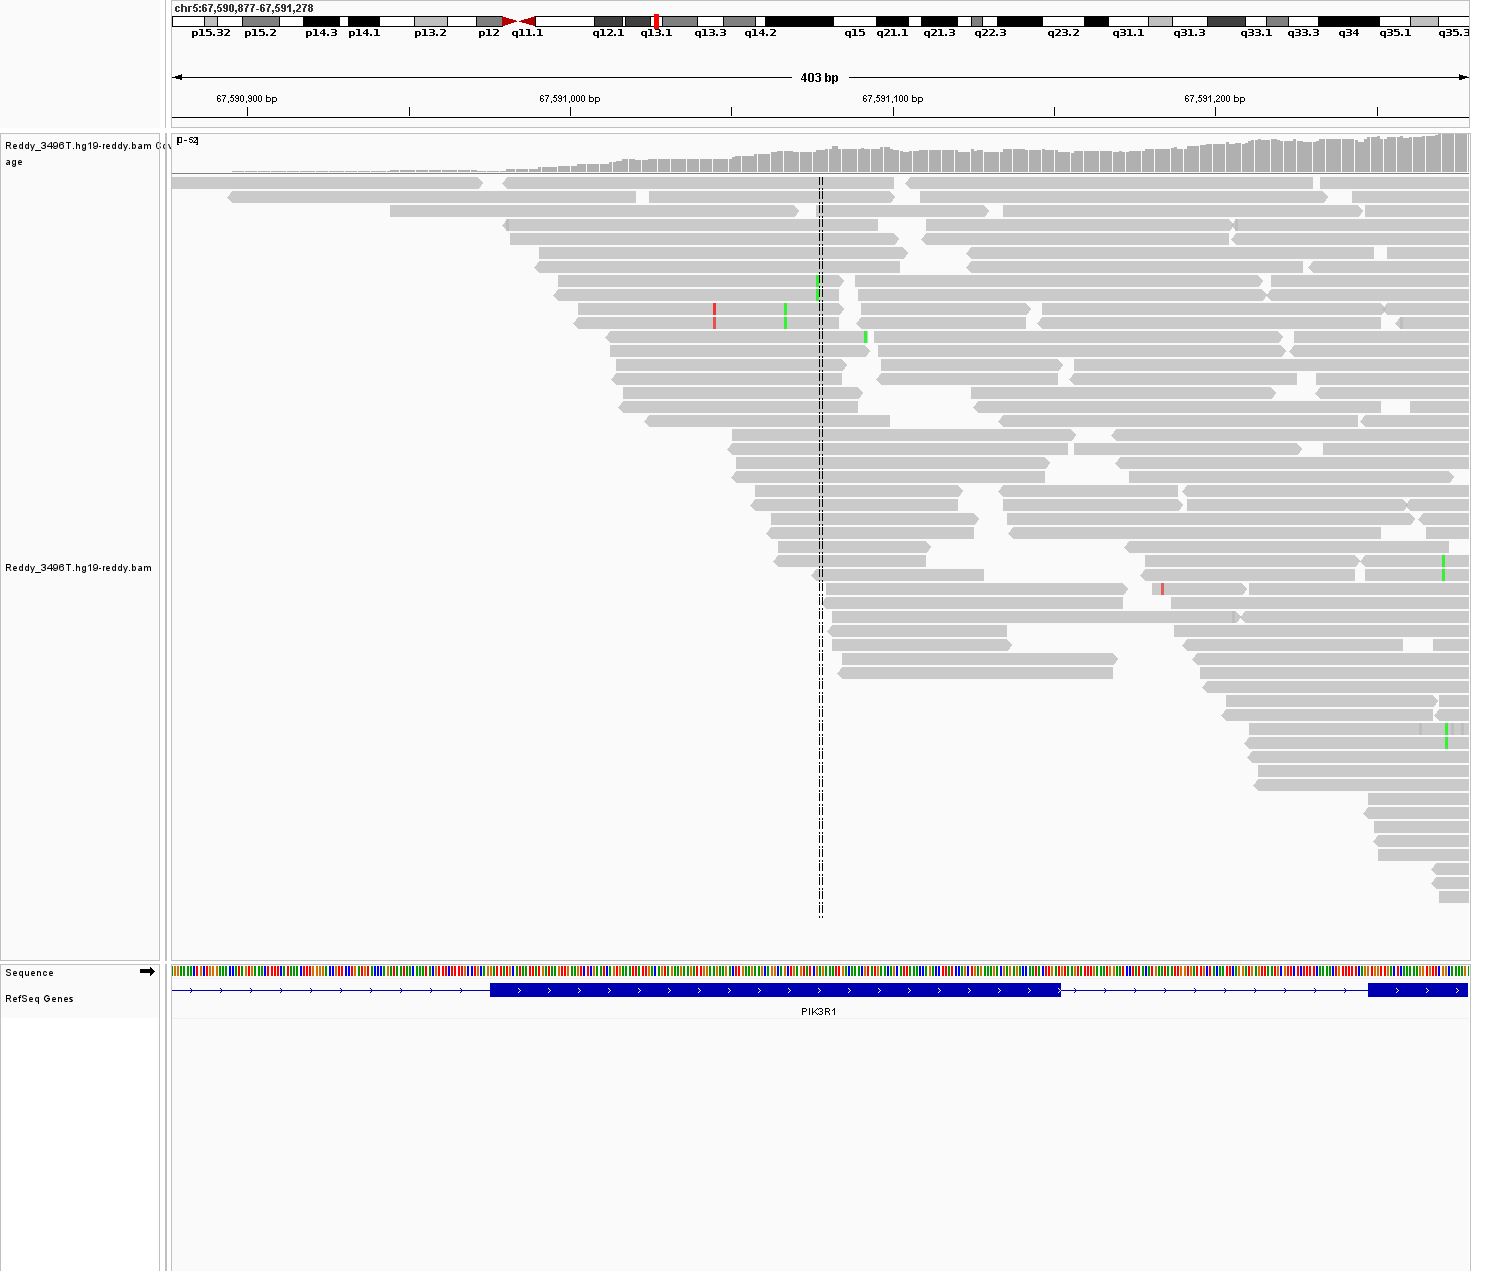 chr5:67,590,877-67,591,278
p15.32 p15.2 p14.3 p14.1 p13.2 p12 q11.1 q12.1 q13.1 q13.3 q14.2 q15 q21.1 q21.3 q22.3 q23.2 q31.1 q31.3 q33.1 q33.3 q34 q35.1 q35.3
403 bp
67,590,900 bp 67,591,000 bp 67,591,100 bp 67,591,200 bp
[0-52]
Reddy_3496T.hg19-reddy.bam Cov
age
Reddy_3496T.hg19-reddy.bam
Sequence
RefSeq Genes
PIK3R1